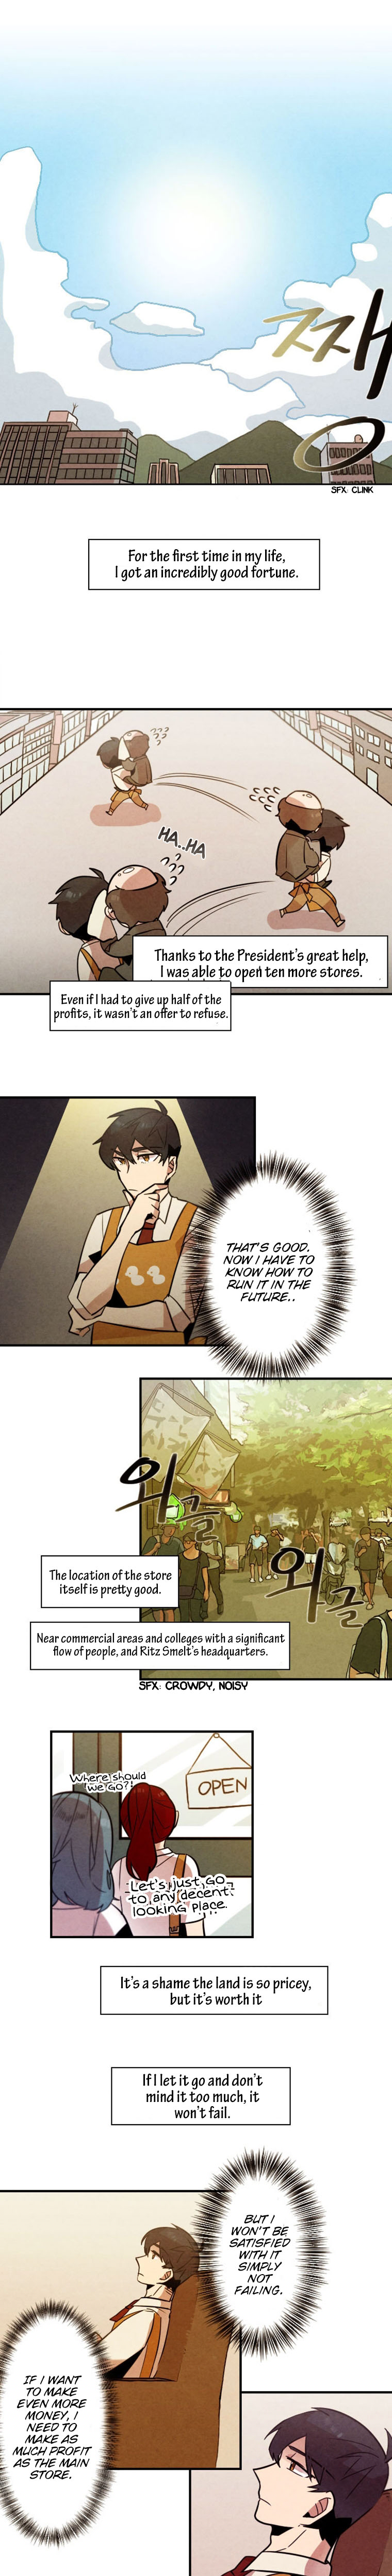 짹
SFX: CLINK
For the first time in my life,
I got an incredibly good fortune.
HA..HA
Thanks to the President's great help,
I was able to open ten more stores.
Even if I had to give up half of the
profits, it wasn't an offer to refuse.
THAT'S GOOD.
NOW I HAVE TO
KNOW HOW TO
RUN IT IN THE
FUTURE..
와글
와글
The location of the store
itself is pretty good.
Near commercial areas and colleges with a significant
flow of people, and Ritz Smelt's headquarters.
SFX: CROWDY, NOISY
Where should
we go?!
OPEN
Let's just go
to any decent
looking place.
It's a shame the land is so pricey,
but it's worth it
If I let it go and don't
mind it too much, it
won't fail.
BUT I
WON'T BE
SATISFIED
WITH IT
SIMPLY
NOT
FAILING.
IF I WANT
TO MAKE
EVEN MORE
MONEY, I
NEED TO
MAKE AS
MUCH PROFIT
AS THE MAIN
STORE.